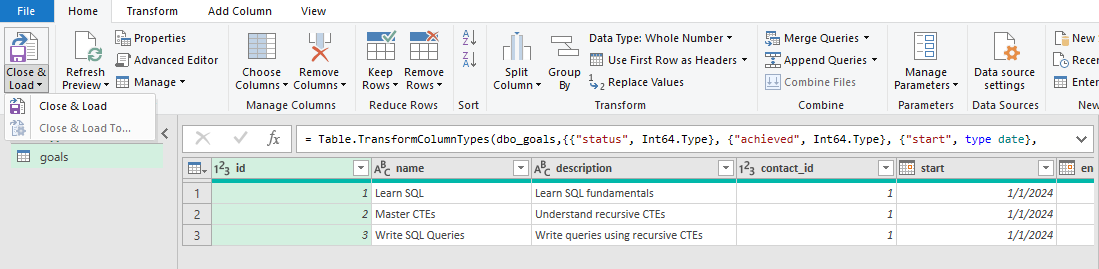 File Home Transform Add Column View
Close & Load
Refresh Preview
Properties
Advanced Editor
Manage
Choose Columns
Remove Columns
Manage Columns
Keep Rows
Remove Rows
Reduce Rows
Sort
Split Column
Group By
Data Type: Whole Number
Use First Row as Headers
1 2 Replace Values
Transform
Merge Queries
Append Queries
Combine Files
Combine
Manage Parameters
Parameters
Data source settings
Data Sources
New S
Recen
Enter
New
Close & Load
Close & Load To...
goals
fx = Table.TransformColumnTypes(dbo_goals,{{"status", Int64.Type}, {"achieved", Int64.Type}, {"start", type date},
123 id ABC name ABC description 123 contact_id start en
1 1 Learn SQL Learn SQL fundamentals 1 1/1/2024
2 2 Master CTEs Understand recursive CTEs 1 1/1/2024
3 3 Write SQL Queries Write queries using recursive CTEs 1 1/1/2024